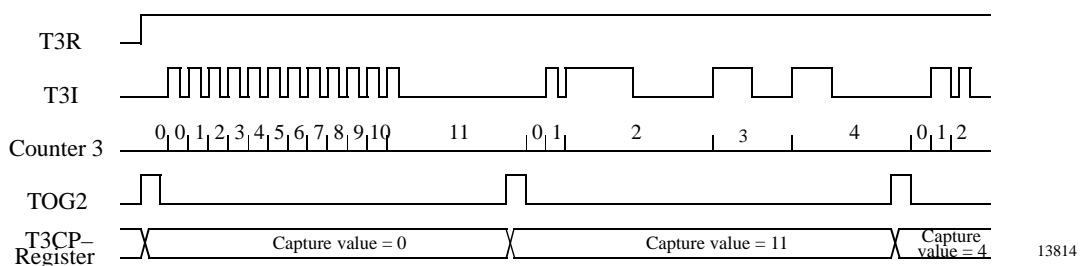 T3R
T3I
0 0 1 2 3 4 5 6 7 8 9 10 11 0 1 2 3 4 0 1 2
Counter 3
TOG2
T3CP–
Register
Capture value = 0
Capture value = 11
Capture
value = 4
13814